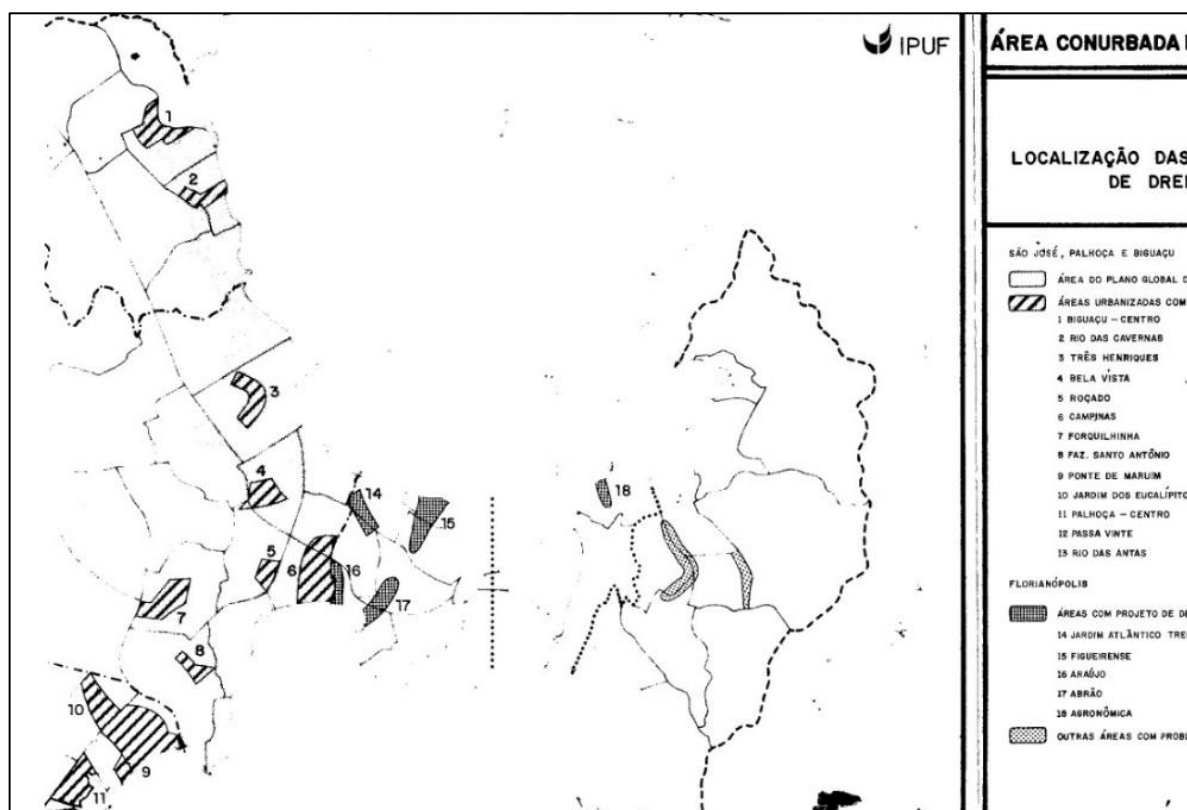 IPUF
ÁREA CONURBADA
LOCALIZAÇÃO DAS
DE
SÃO JOSÉ, PALHOÇA E BIGUAÇU
ÁREA DO PLANO GLOBAL
ÁREAS URBANIZADAS COM
1 BIGUAÇU - CENTRO
2 RIO DAS CAVERNAS
3 TRÊS HENRIQUES
4 BELA VISTA
5 ROÇADO
6 CAMPINAS
7 FORQUILHINHA
8 FAZ. SANTO ANTÔNIO
9 PONTE DE MARUIM
10 JARDIM DOS EUCALÍPTO
11 PALHOÇA - CENTRO
12 PASSA VINTE
13 RIO DAS ANTAS
FLORIANÓPOLIS
ÁREAS COM PROJETO DE
14 JARDIM ATLÂNTICO
15 FIGUEIRENSE
16 ARAÚJO
17 ABRÃO
18 AGRONÔMICA
OUTRAS ÁREAS COM
1
2
3
4
14
18
15
5
6
16
17
7
8
10
9
11